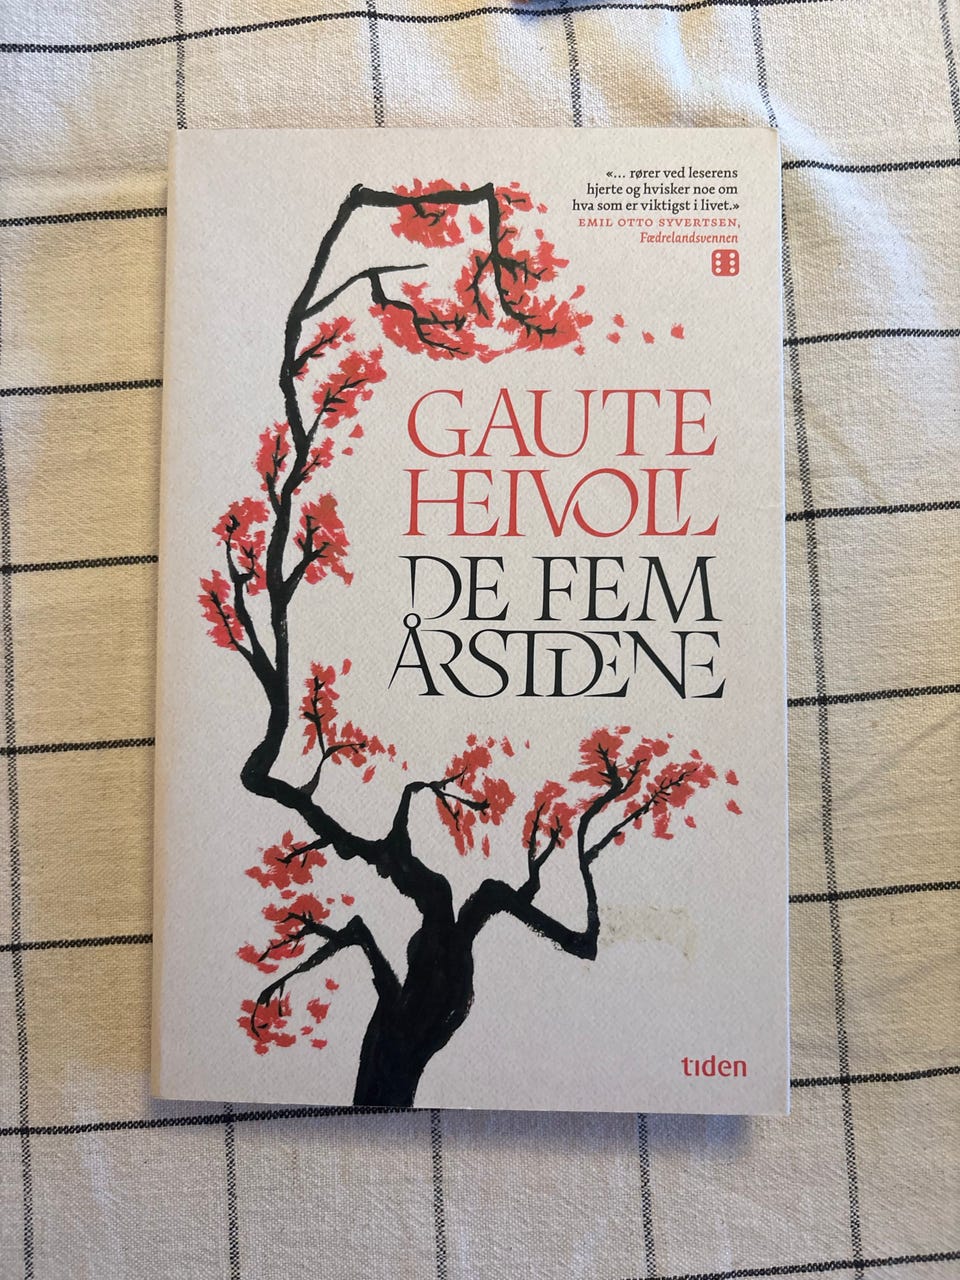 «... rører ved leserens
hjerte og hvisker noe om
hva som er viktigst i livet.»
EMIL OTTO SYVERTSEN,
Fædrelandsvennen
GAUTE
HEIVOLL
DE FEM
ÅRSTIDENE
tiden